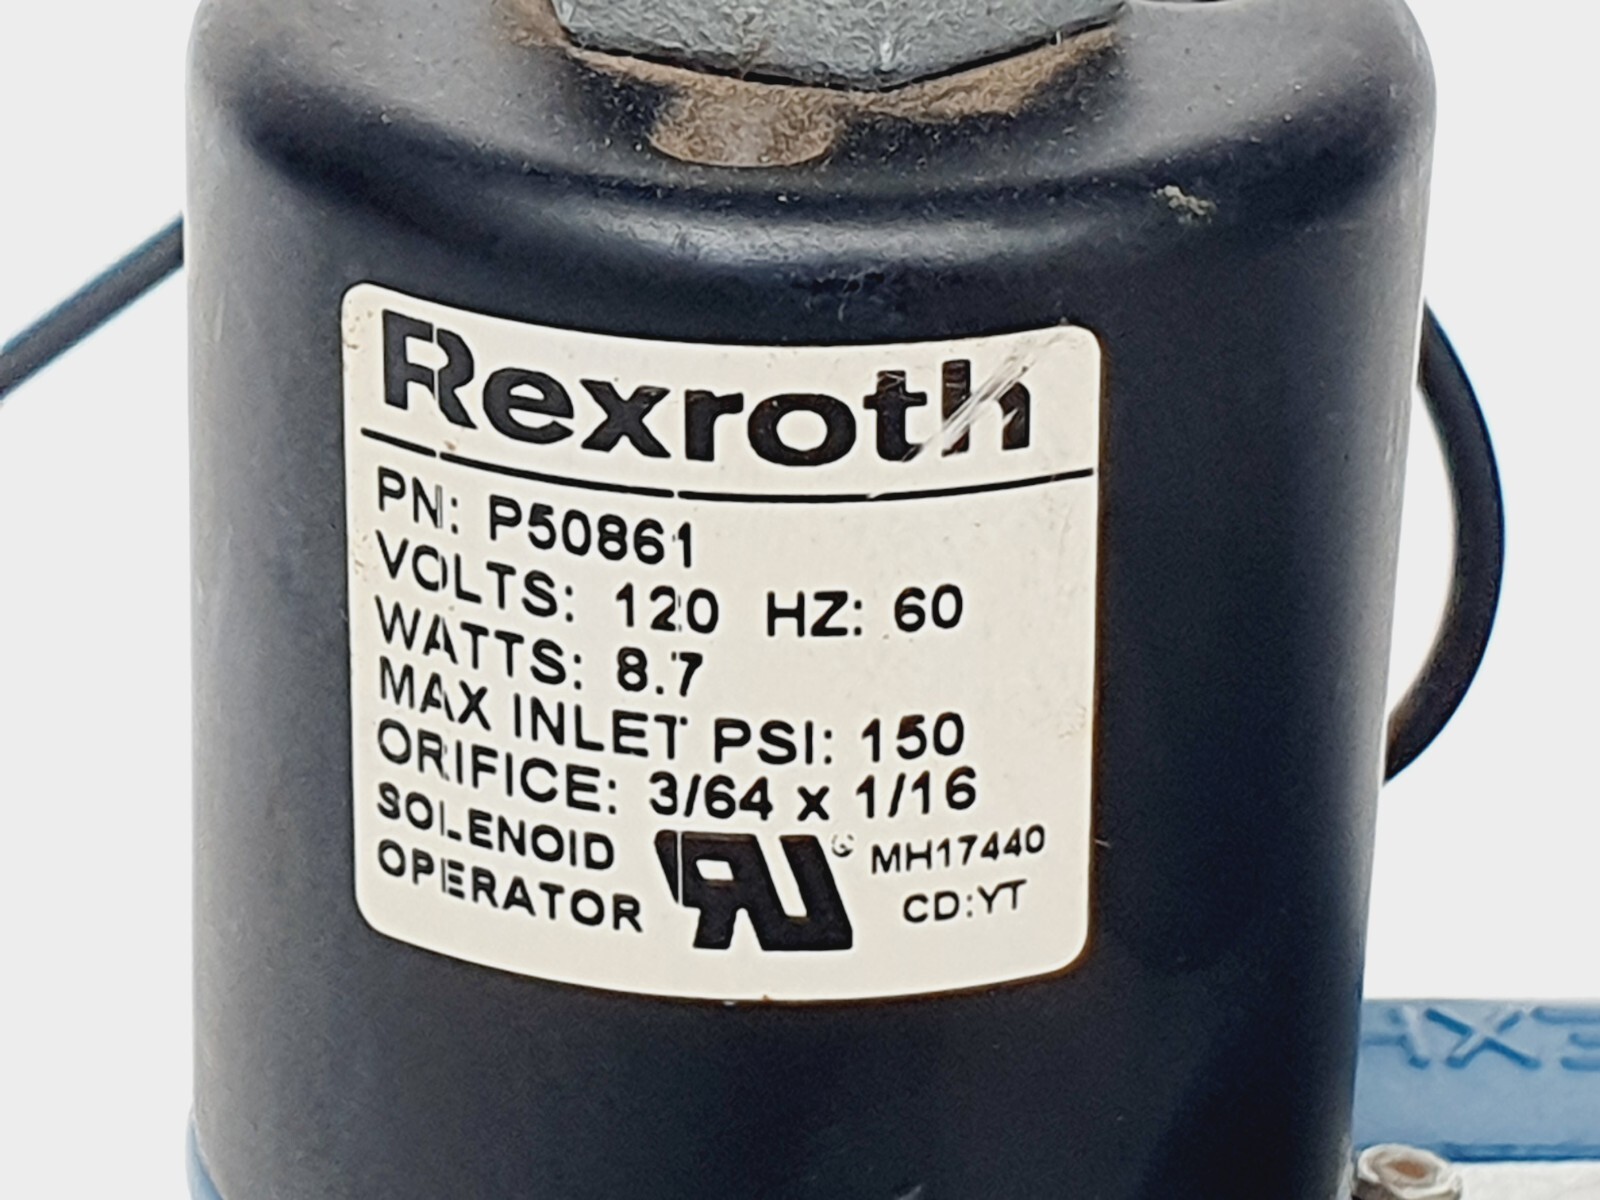 Rexroth
PN: P50861
VOLTS: 120 HZ: 60
WATTS: 8.7
MAX INLET PSI: 150
ORIFICE: 3/64 x 1/16
SOLENOID
OPERATOR
MH17440
CD:YT